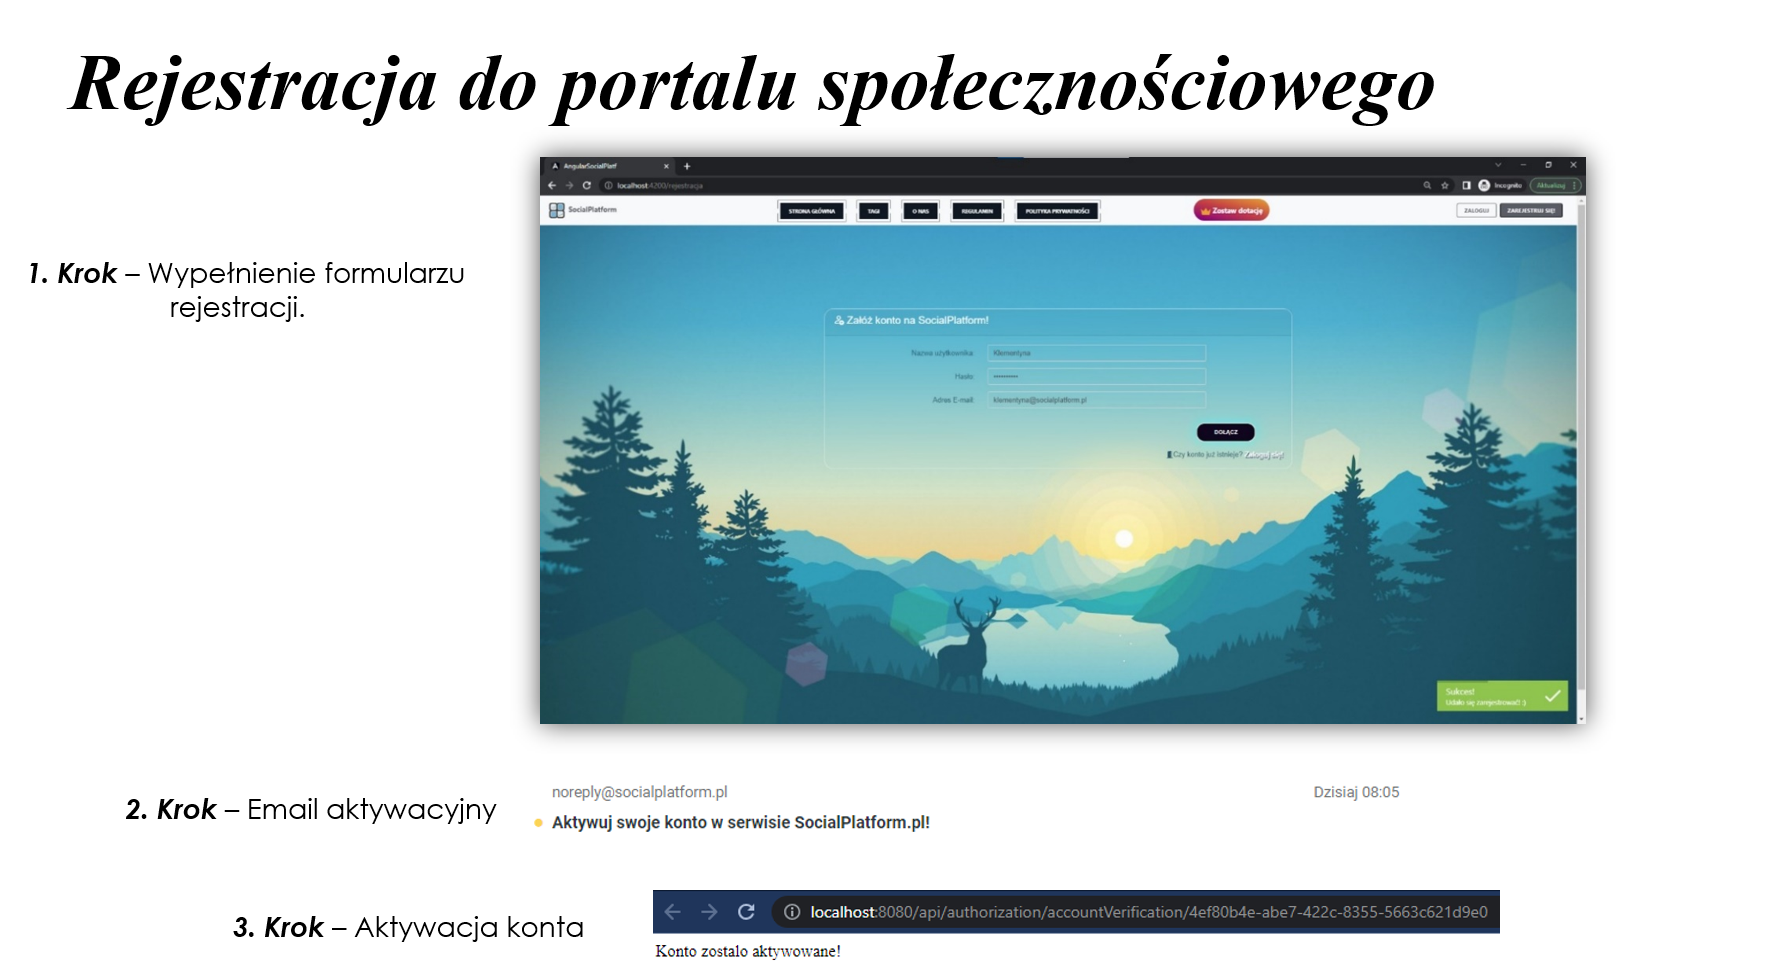 Rejestracja do portalu społecznościowego
AngularSocialPlatf
localhost:4200/rejestracja
Incognito
Aktualizuj
SocialPlatform
STRONA GŁÓWNA
TAGI
O NAS
REGULAMIN
POLITYKA PRYWATNOŚCI
Zostaw dotację
ZALOGUJ
ZAREJESTRUJ SIĘ!
1. Krok – Wypełnienie formularzu
rejestracji.
Załóż konto na SocialPlatform!
Nazwa użytkownika
Klementyna
Hasło
Adres E-mail
klementyna@socialplatform.pl
DOŁĄCZ
Czy konto już istnieje? Zaloguj się!
Sukces!
Udało się zarejestrować! :)
2. Krok – Email aktywacyjny
noreply@socialplatform.pl
Dzisiaj 08:05
Aktywuj swoje konto w serwisie SocialPlatform.pl!
3. Krok – Aktywacja konta
localhost:8080/api/authorization/accountVerification/4ef80b4e-abe7-422c-8355-5663c621d9e0
Konto zostalo aktywowane!